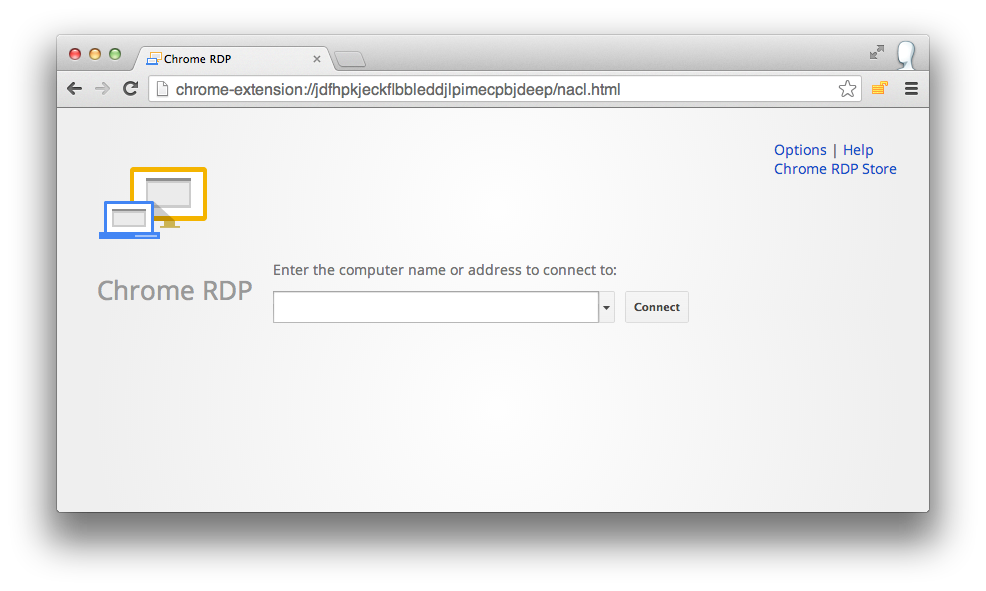 Chrome RDP
chrome-extension://jdfhpkjeckflbbleddjlpimecpbjdeep/nacl.html
Options | Help
Chrome RDP Store
Enter the computer name or address to connect to:
Chrome RDP
Connect